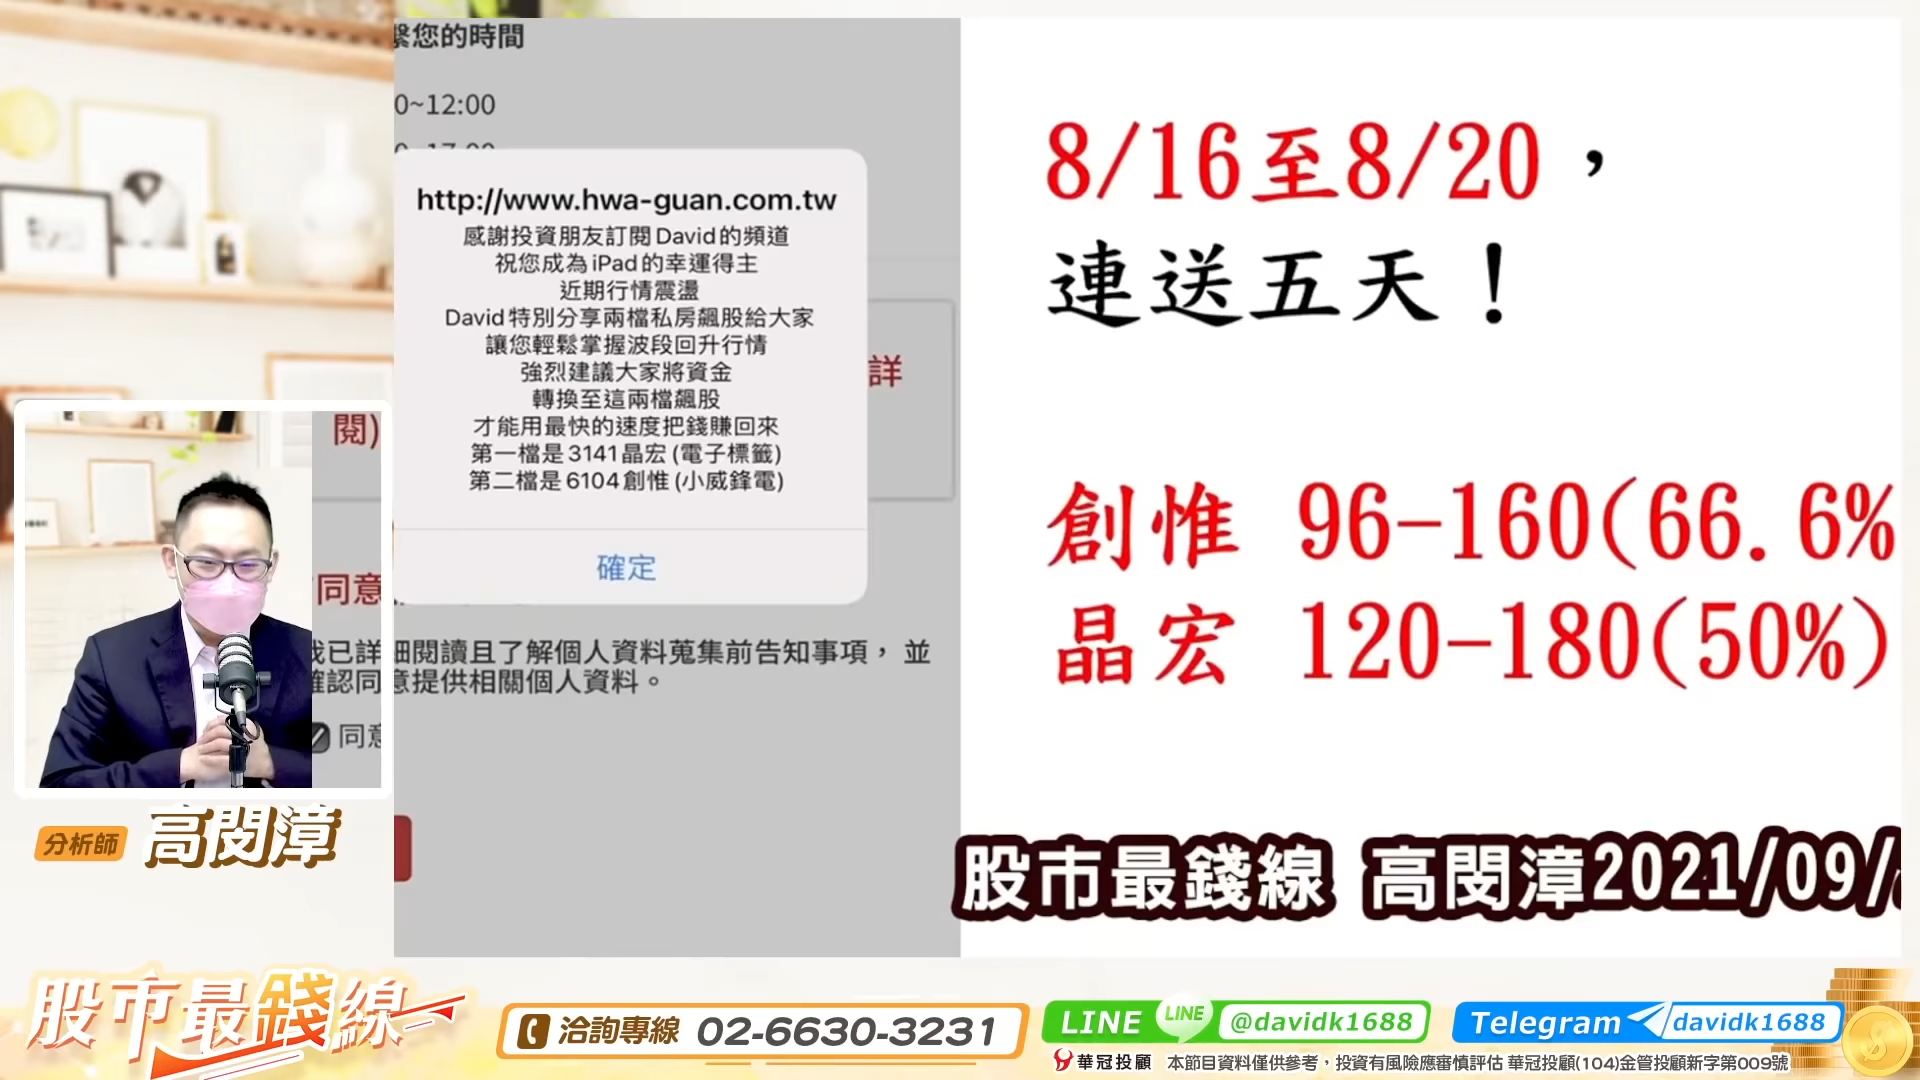 繫您的時間
0~12:00
http://www.hwa-guan.com.tw
感謝投資朋友訂閱David的頻道
祝您成為iPad的幸運得主
近期行情震盪
David特別分享兩檔私房飆股給大家
讓您輕鬆掌握波段回升行情
強烈建議大家將資金
轉換至這兩檔飆股
才能用最快的速度把錢賺回來
第一檔是3141晶宏(電子標籤)
第二檔是6104創惟(小威鋒電)
確定
詳
閱)
同意
我已詳細閱讀且了解個人資料蒐集前告知事項，並
確認同意提供相關個人資料。
同意
8/16至8/20，
連送五天！
創惟 96-160(66.6%
晶宏 120-180(50%)
股市最錢線 高閔漳2021/09/
分析師 高閔漳
股市最錢線
洽詢專線 02-6630-3231
LINE LINE @davidk1688
Telegram davidk1688
華冠投顧 本節目資料僅供參考，投資有風險應審慎評估 華冠投顧(104)金管投顧新字第009號